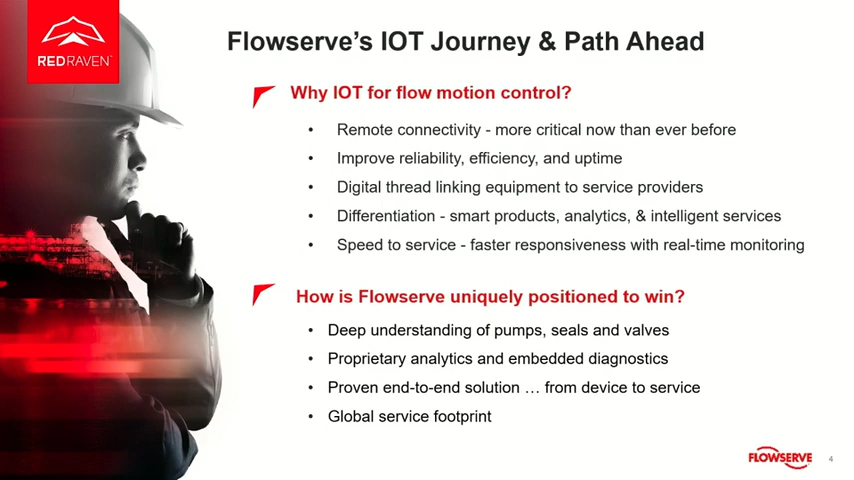 REDRAVEN
Flowserve's IOT Journey & Path Ahead
Why IOT for flow motion control?
• Remote connectivity - more critical now than ever before
• Improve reliability, efficiency, and uptime
• Digital thread linking equipment to service providers
• Differentiation - smart products, analytics, & intelligent services
• Speed to service - faster responsiveness with real-time monitoring
How is Flowserve uniquely positioned to win?
• Deep understanding of pumps, seals and valves
• Proprietary analytics and embedded diagnostics
• Proven end-to-end solution … from device to service
• Global service footprint
FLOWSERVE
4